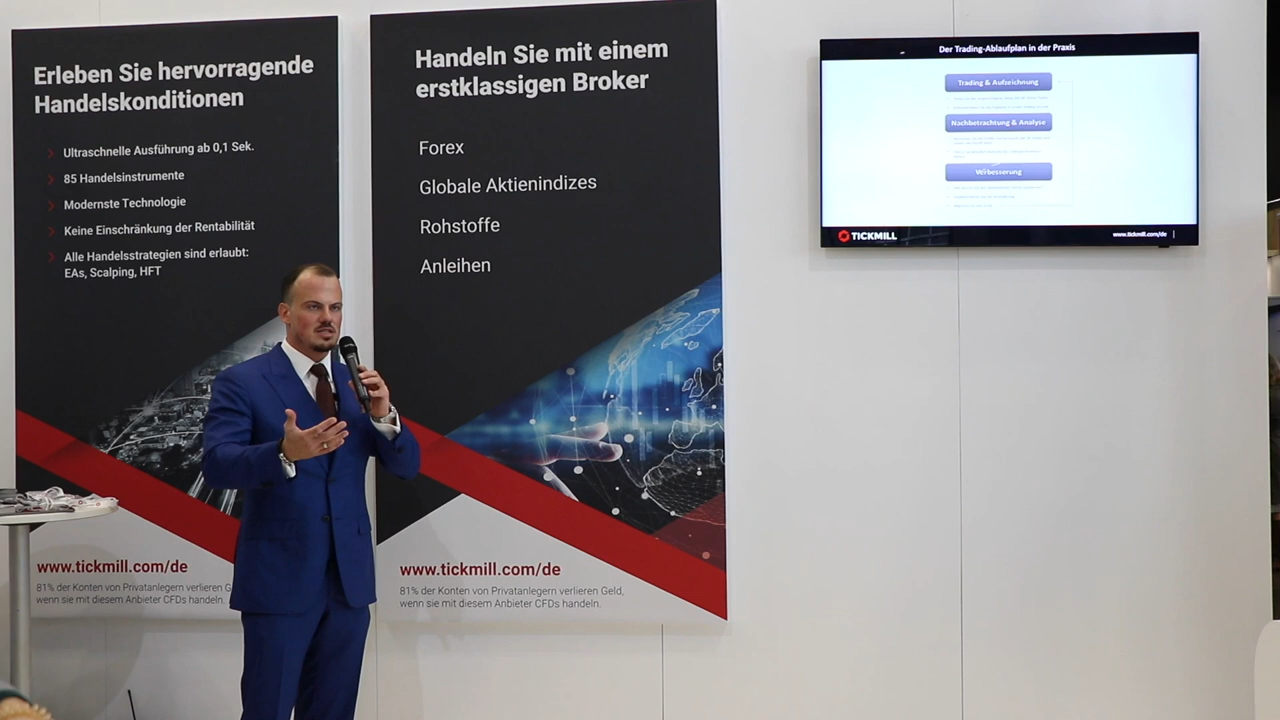 Erleben Sie hervorragende
Handelskonditionen
Ultraschnelle Ausführung ab 0,1 Sek.
85 Handelsinstrumente
Modernste Technologie
Keine Einschränkung der Rentabilität
Alle Handelsstrategien sind erlaubt:
EAs, Scalping, HFT
www.tickmill.com/de
81% der Konten von Privatanlegern verlieren G
wenn sie mit diesem Anbieter CFDs handeln.
Handeln Sie mit einem
erstklassigen Broker
Forex
Globale Aktienindizes
Rohstoffe
Anleihen
www.tickmill.com/de
81% der Konten von Privatanlegern verlieren Geld,
wenn sie mit diesem Anbieter CFDs handeln.
Der Trading-Ablaufplan in der Praxis
Trading & Aufzeichnung
Nachbetrachtung & Analyse
Verbesserung
TICKMILL
www.tickmill.com/de